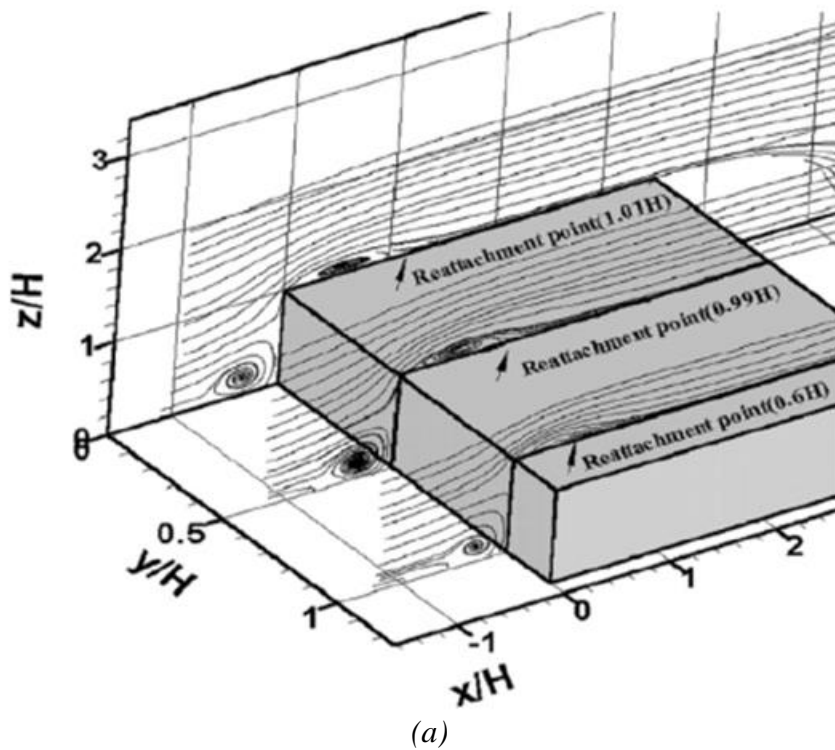 3
2
1
0
z/H
Reattachment point(1.01H)
Reattachment point(0.99H)
Reattachment point(0.6H)
0
0.5
1
y/H
-1
0
1
2
x/H
(a)